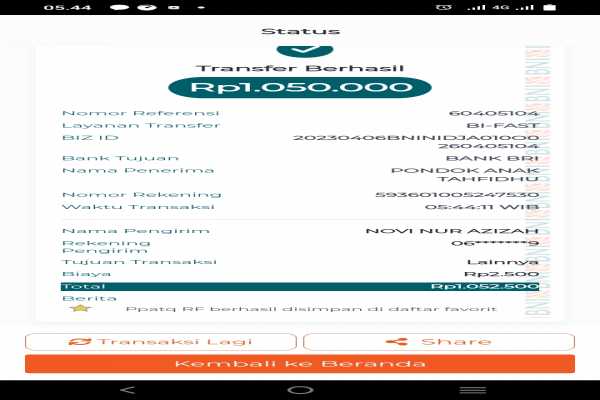 05.44
4G
Status
Transfer Berhasil
Rp1.050.000
Nomor Referensi 60405104
Layanan Transfer BI-FAST
BIZ ID 20230406BNINIDJA010O0
260405104
Bank Tujuan BANK BRI
Nama Penerima PONDOK ANAK
TAHFIDHU
Nomor Rekening 593601005247530
Waktu Transaksi 05:44:11 WIB
Nama Pengirim NOVI NUR AZIZAH
Rekening 06*******9
Pengirim
Tujuan Transaksi Lainnya
Biaya Rp2.500
Total Rp1.052.500
Berita
Ppatq RF berhasil disimpan di daftar favorit
Transaksi Lagi
Share
Kembali ke Beranda